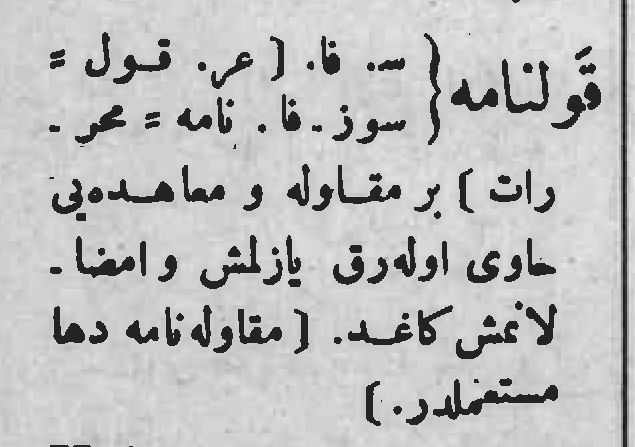 قَولنامه { س. فا. [ عر. قول =
سوز ـ فا. نامه = محر ـ
رات ] بر مقاوله و معاهده‌یی
حاوی اوله‌رق یازلمش و امضا ـ
لانمش كاغد. [ مقاوله‌نامه دها
مستعملدر. ]